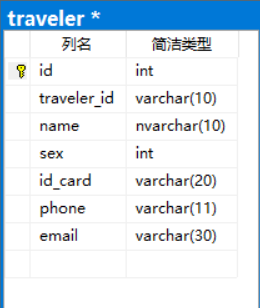 traveler *
列名 简洁类型
id int
traveler_id varchar(10)
name nvarchar(10)
sex int
id_card varchar(20)
phone varchar(11)
email varchar(30)